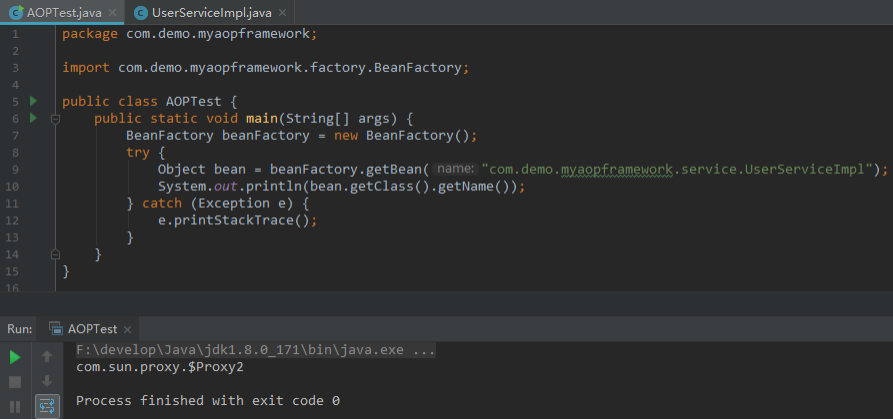 AOPTest.java × UserServiceImpl.java ×
1 package com.demo.myaopframework;
2
3 import com.demo.myaopframework.factory.BeanFactory;
4
5 public class AOPTest {
6 public static void main(String[] args) {
7 BeanFactory beanFactory = new BeanFactory();
8 try {
9 Object bean = beanFactory.getBean( name: "com.demo.myaopframework.service.UserServiceImpl");
10 System.out.println(bean.getClass().getName());
11 } catch (Exception e) {
12 e.printStackTrace();
13 }
14 }
15 }
16
Run: AOPTest ×
F:\develop\Java\jdk1.8.0_171\bin\java.exe ...
com.sun.proxy.$Proxy2
Process finished with exit code 0